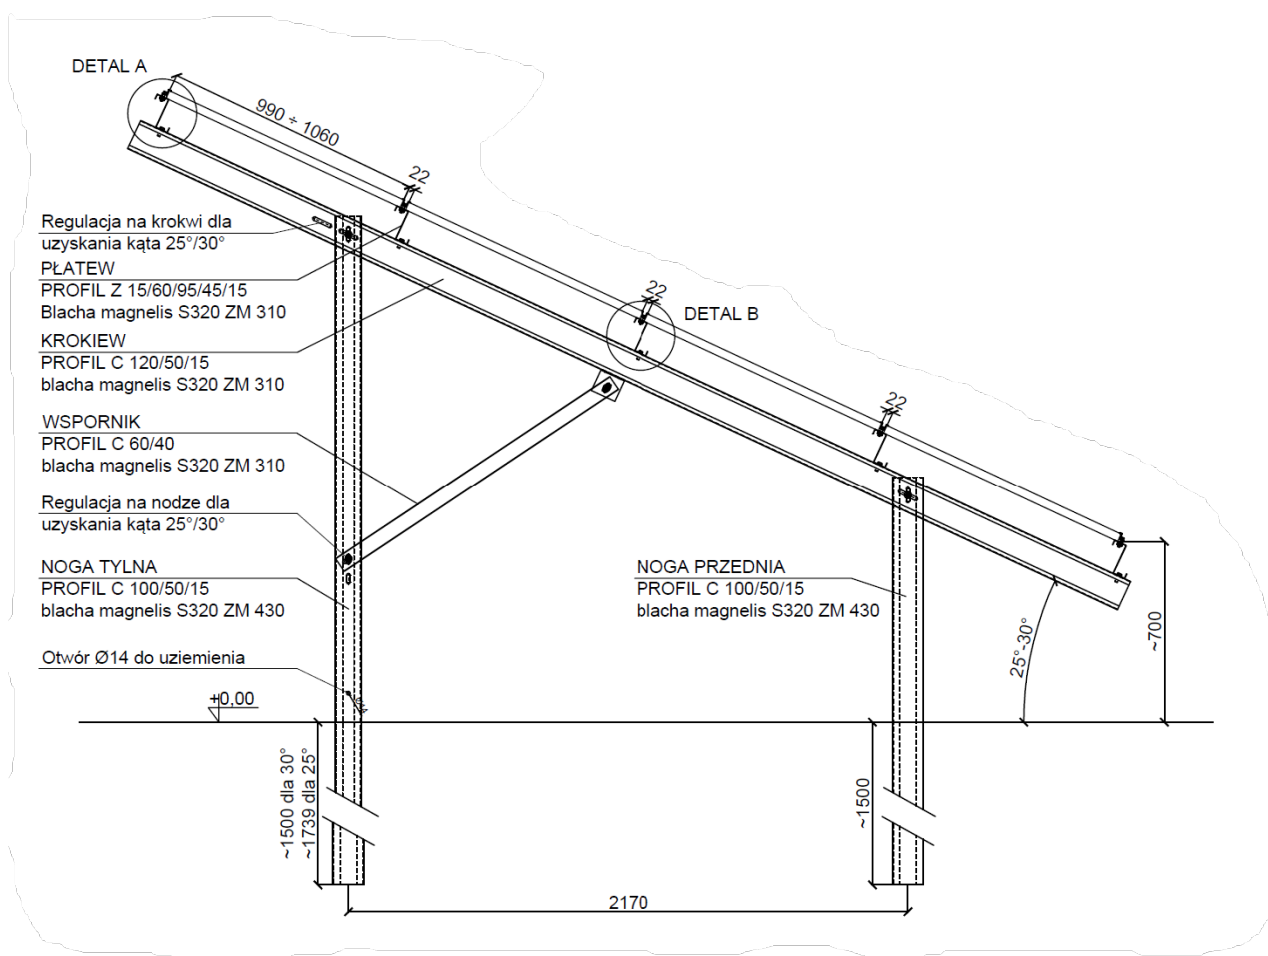 DETAL A
990 ÷ 1060
22
Regulacja na krokwi dla
uzyskania kąta 25°/30°
PŁATEW
PROFIL Z 15/60/95/45/15
Blacha magnelis S320 ZM 310
22
DETAL B
KROKIEW
PROFIL C 120/50/15
blacha magnelis S320 ZM 310
22
WSPORNIK
PROFIL C 60/40
blacha magnelis S320 ZM 310
Regulacja na nodze dla
uzyskania kąta 25°/30°
NOGA TYLNA
PROFIL C 100/50/15
blacha magnelis S320 ZM 430
NOGA PRZEDNIA
PROFIL C 100/50/15
blacha magnelis S320 ZM 430
25°-30°
~700
Otwór Ø14 do uziemienia
Ø14
+0,00
~1500 dla 30°
~1739 dla 25°
~1500
2170